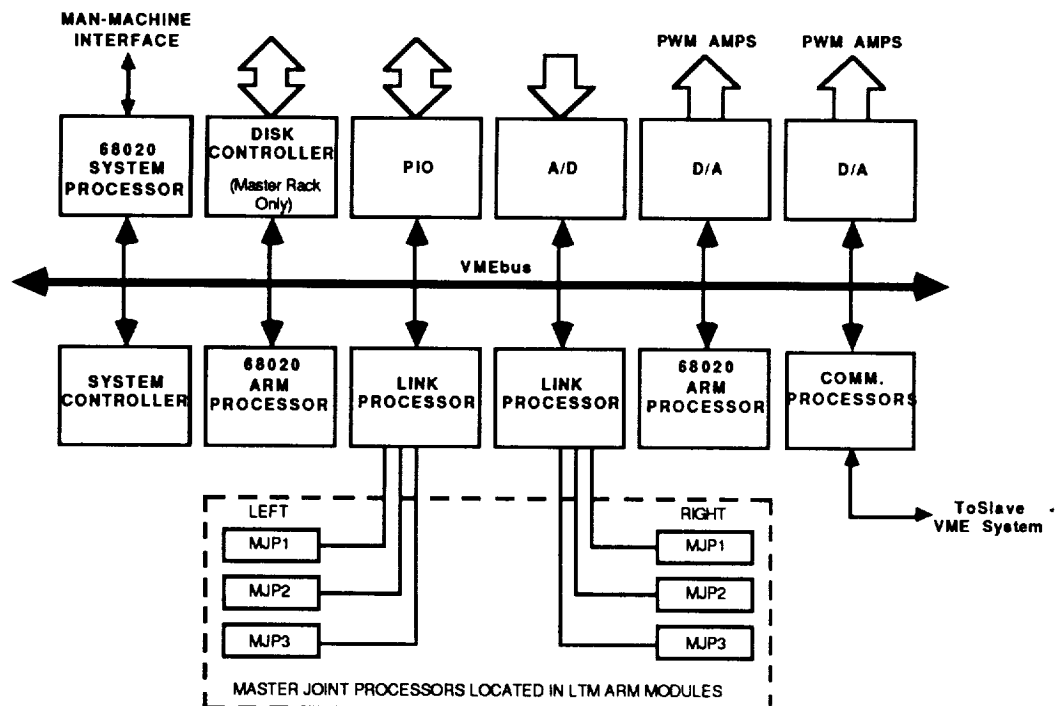 MAN-MACHINE
INTERFACE
PWM AMPS
PWM AMPS
68020
SYSTEM
PROCESSOR
DISK
CONTROLLER
(Master Rack
Only)
PIO
A/D
D/A
D/A
VMEbus
SYSTEM
CONTROLLER
68020
ARM
PROCESSOR
LINK
PROCESSOR
LINK
PROCESSOR
68020
ARM
PROCESSOR
COMM.
PROCESSORS
ToSlave
VME System
LEFT
MJP1
MJP2
MJP3
RIGHT
MJP1
MJP2
MJP3
MASTER JOINT PROCESSORS LOCATED IN LTM ARM MODULES